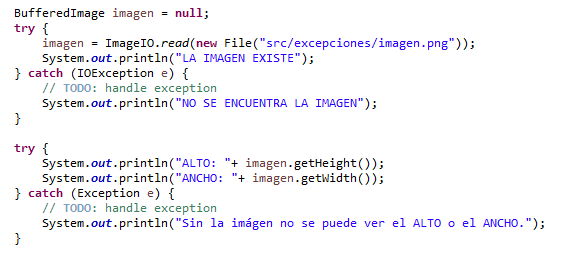 BufferedImage imagen = null;
try {
    imagen = ImageIO.read(new File("src/excepciones/imagen.png"));
    System.out.println("LA IMAGEN EXISTE");
} catch (IOException e) {
    // TODO: handle exception
    System.out.println("NO SE ENCUENTRA LA IMAGEN");
}

try {
    System.out.println("ALTO: "+ imagen.getHeight());
    System.out.println("ANCHO: "+ imagen.getWidth());
} catch (Exception e) {
    // TODO: handle exception
    System.out.println("Sin la imágen no se puede ver el ALTO o el ANCHO.");
}